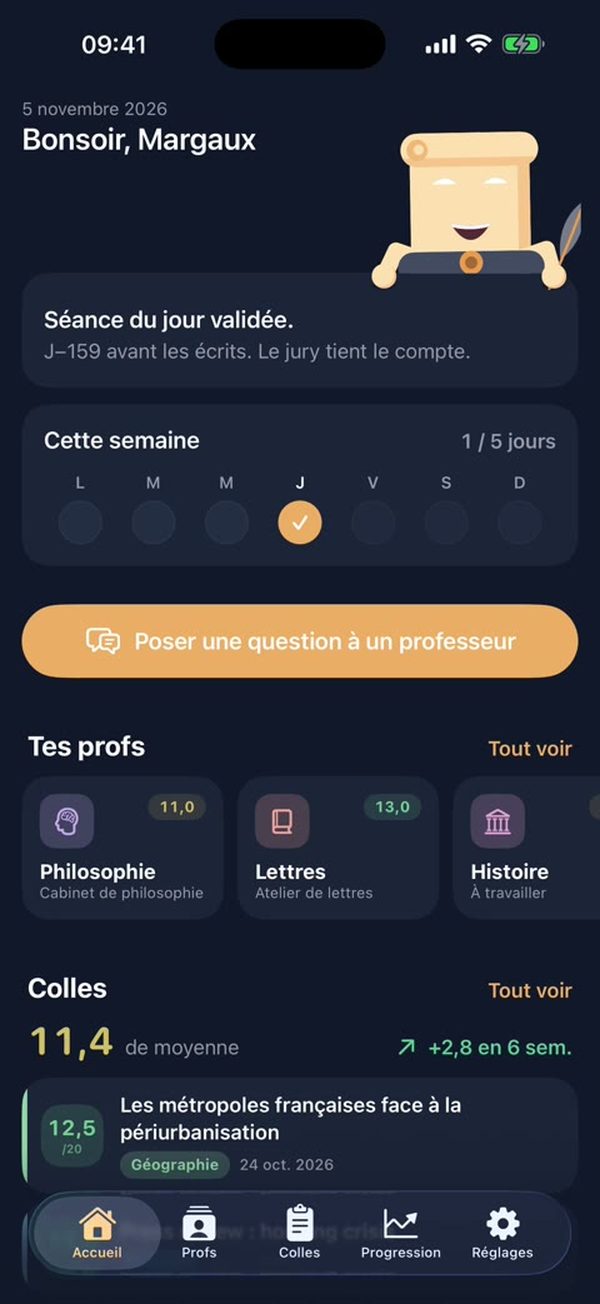 09:41
5 novembre 2026
Bonsoir, Margaux
Séance du jour validée.
J–159 avant les écrits. Le jury tient le compte.
Cette semaine
1 / 5 jours
L M M J V S D
Poser une question à un professeur
Tes profs
Tout voir
11,0
Philosophie
Cabinet de philosophie
13,0
Lettres
Atelier de lettres
Histoire
À travailler
Colles
Tout voir
11,4 de moyenne
+2,8 en 6 sem.
12,5
/20
Les métropoles françaises face à la
périurbanisation
Géographie
24 oct. 2026
Accueil
Profs
Colles
Progression
Réglages